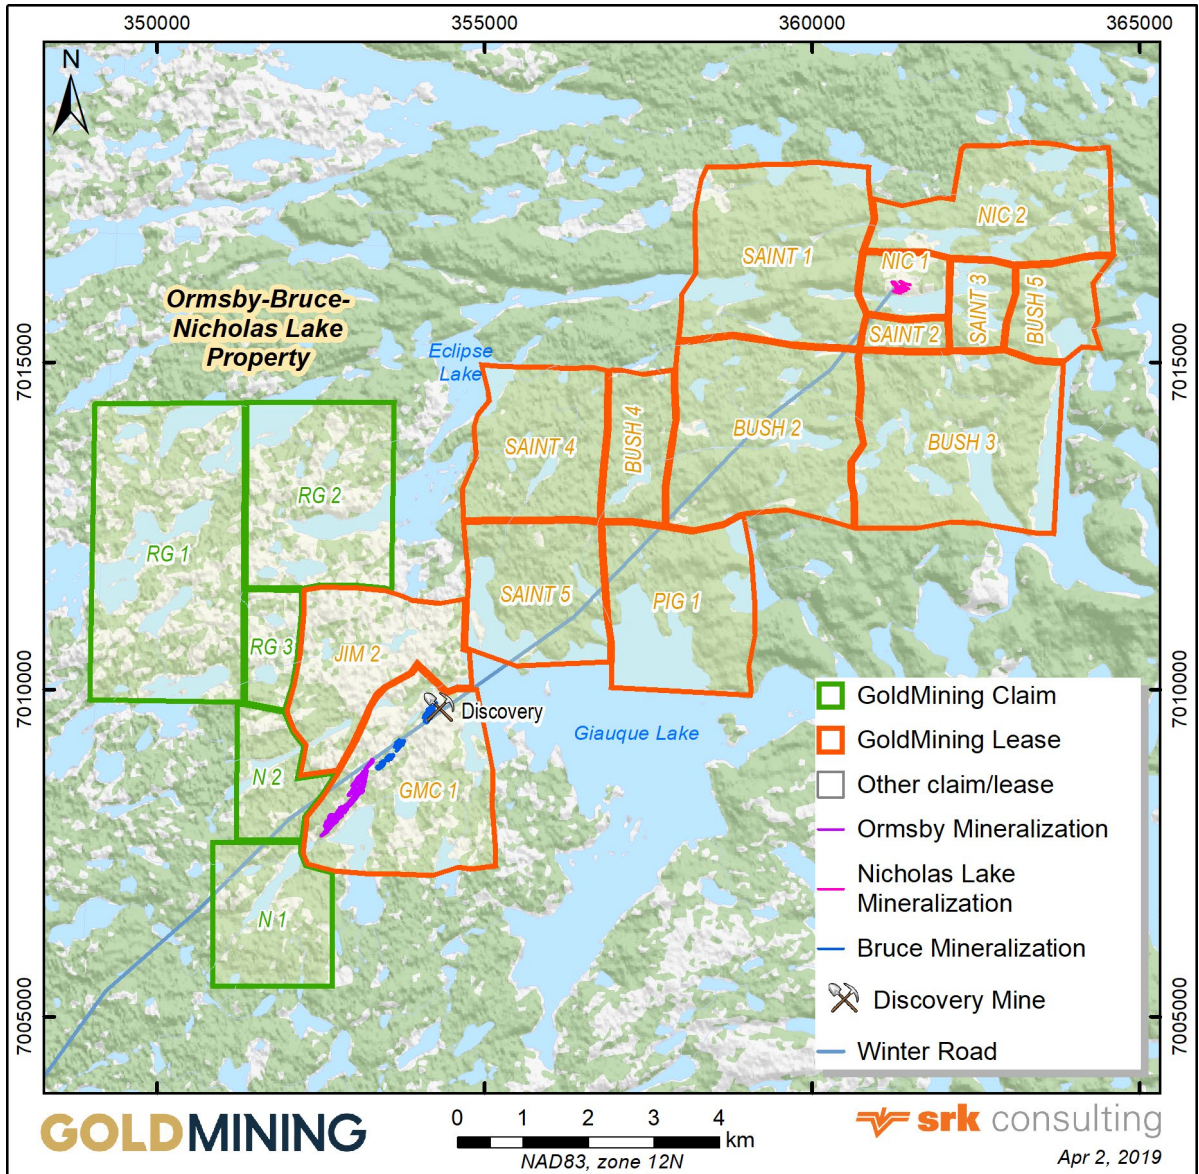 350000
355000
360000
365000
N
NIC 2
SAINT 1
NIC 1
SAINT 3
BUSH 5
Ormsby-Bruce-
Nicholas Lake
Property
SAINT 2
7015000
7015000
Eclipse
Lake
SAINT 4
BUSH 4
BUSH 2
BUSH 3
RG 2
RG 1
SAINT 5
PIG 1
RG 3
JIM 2
7010000
7010000
Discovery
Giauque Lake
N 2
GMC 1
N 1
GoldMining Claim
GoldMining Lease
Other claim/lease
Ormsby Mineralization
Nicholas Lake
Mineralization
Bruce Mineralization
Discovery Mine
Winter Road
7005000
7005000
GOLDMINING
0 1 2 3 4
km
NAD83, zone 12N
srk consulting
Apr 2, 2019